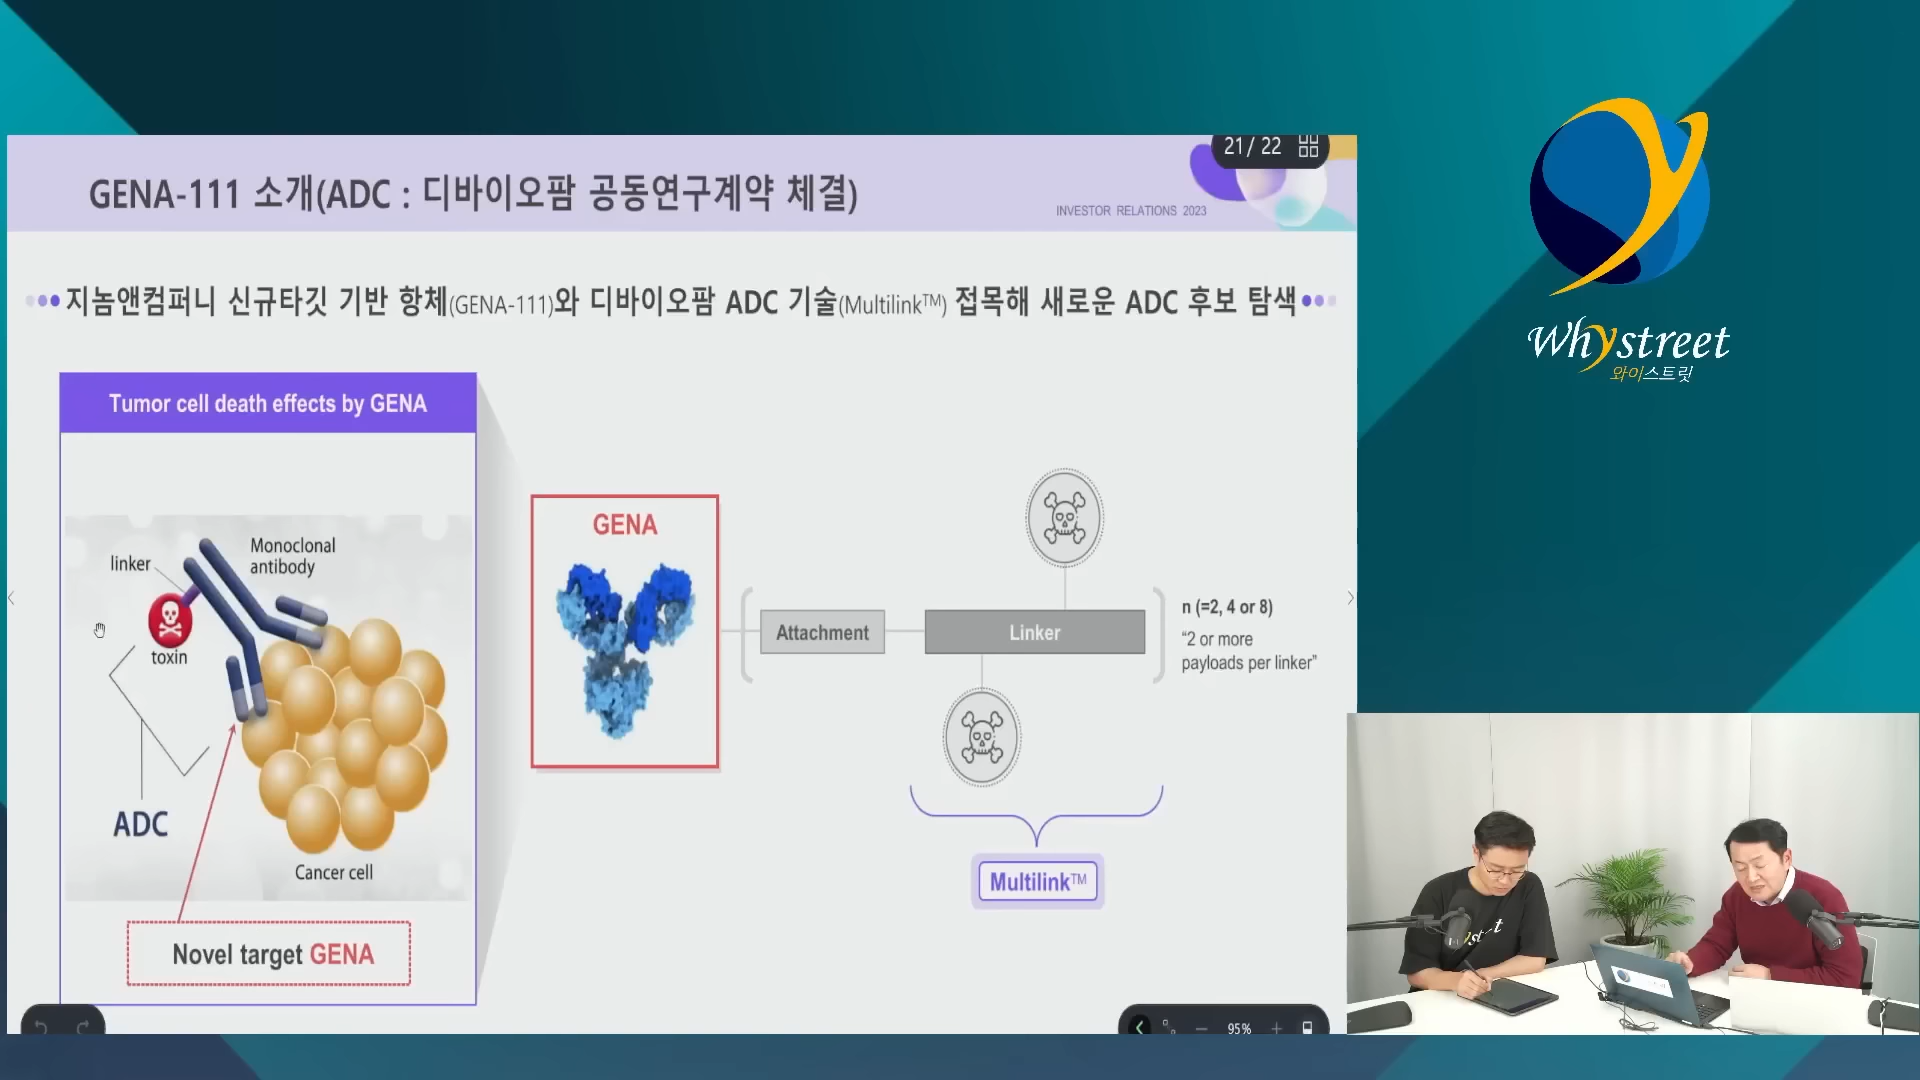 21 / 22
GENA-111 소개(ADC : 디바이오팜 공동연구계약 체결)
INVESTOR RELATIONS 2023
지놈앤컴퍼니 신규타깃 기반 항체(GENA-111)와 디바이오팜 ADC 기술(Multilink™) 접목해 새로운 ADC 후보 탐색
Tumor cell death effects by GENA
linker
Monoclonal
antibody
toxin
ADC
Cancer cell
Novel target GENA
GENA
Attachment
Linker
n (=2, 4 or 8)
“2 or more
payloads per linker”
Multilink™
95%
Whystreet
와이스트릿